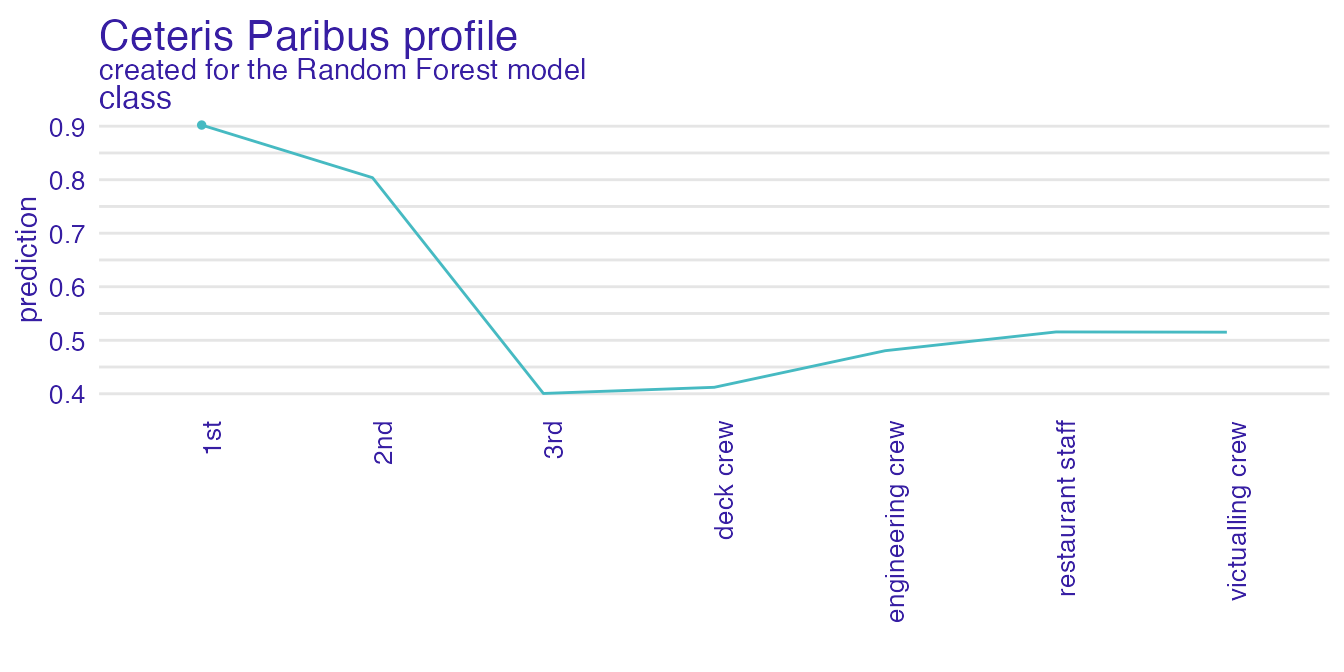 Ceteris Paribus profile
created for the Random Forest model
class
prediction
0.9
0.8
0.7
0.6
0.5
0.4
1st
2nd
3rd
deck crew
engineering crew
restaurant staff
victualling crew